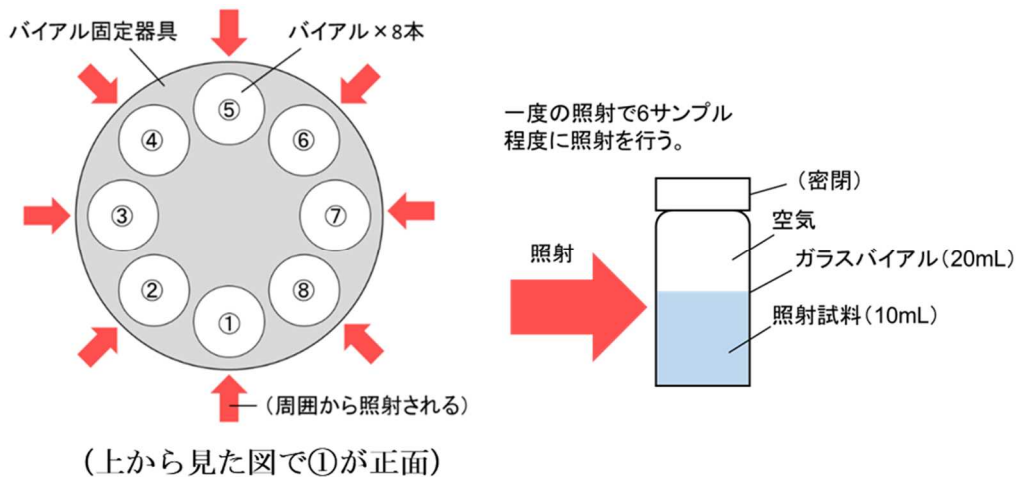 バイアル固定器具
バイアル×8本
⑤
④
⑥
③
⑦
②
⑧
①
(周囲から照射される)
(上から見た図で①が正面)
一度の照射で6サンプル
程度に照射を行う。
(密閉)
空気
照射
ガラスバイアル(20mL)
照射試料(10mL)